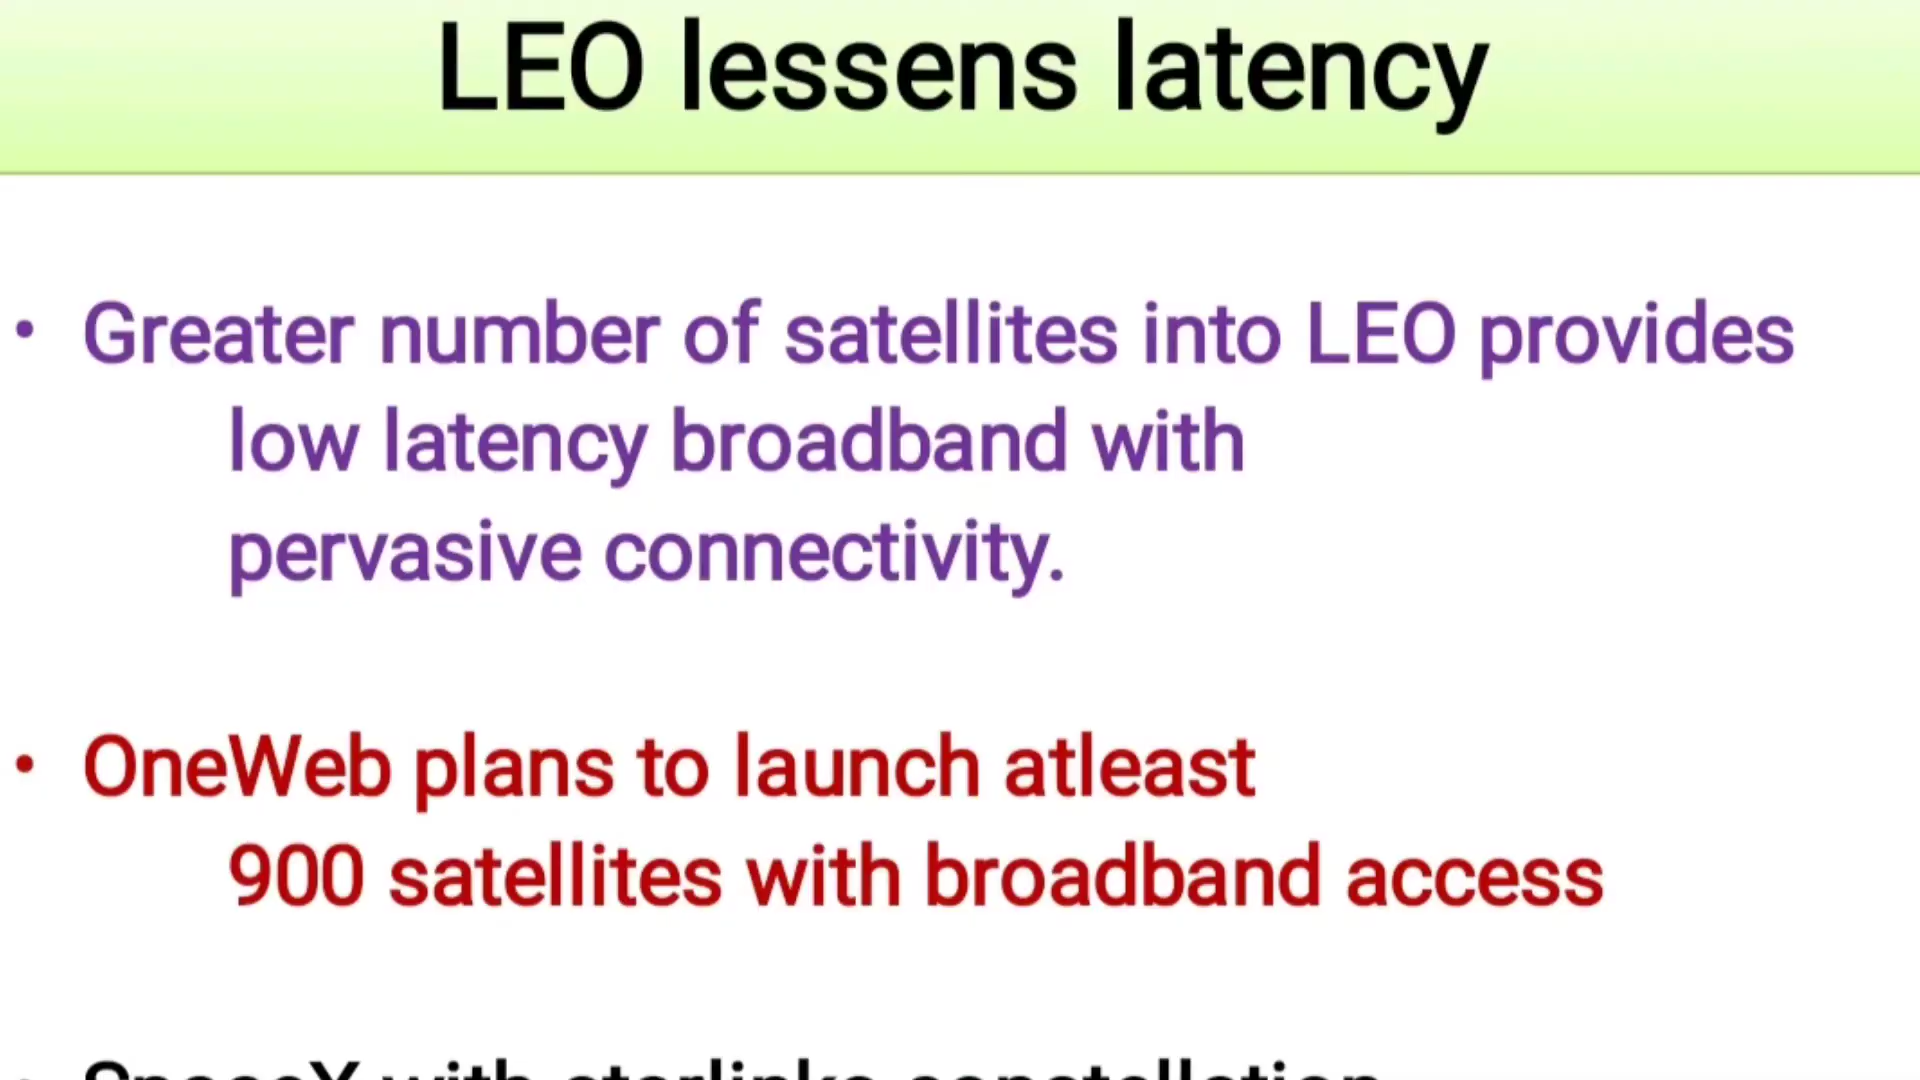 LEO lessens latency
• Greater number of satellites into LEO provides
low latency broadband with
pervasive connectivity.
• OneWeb plans to launch atleast
900 satellites with broadband access
SpaceX with starlinks constellation